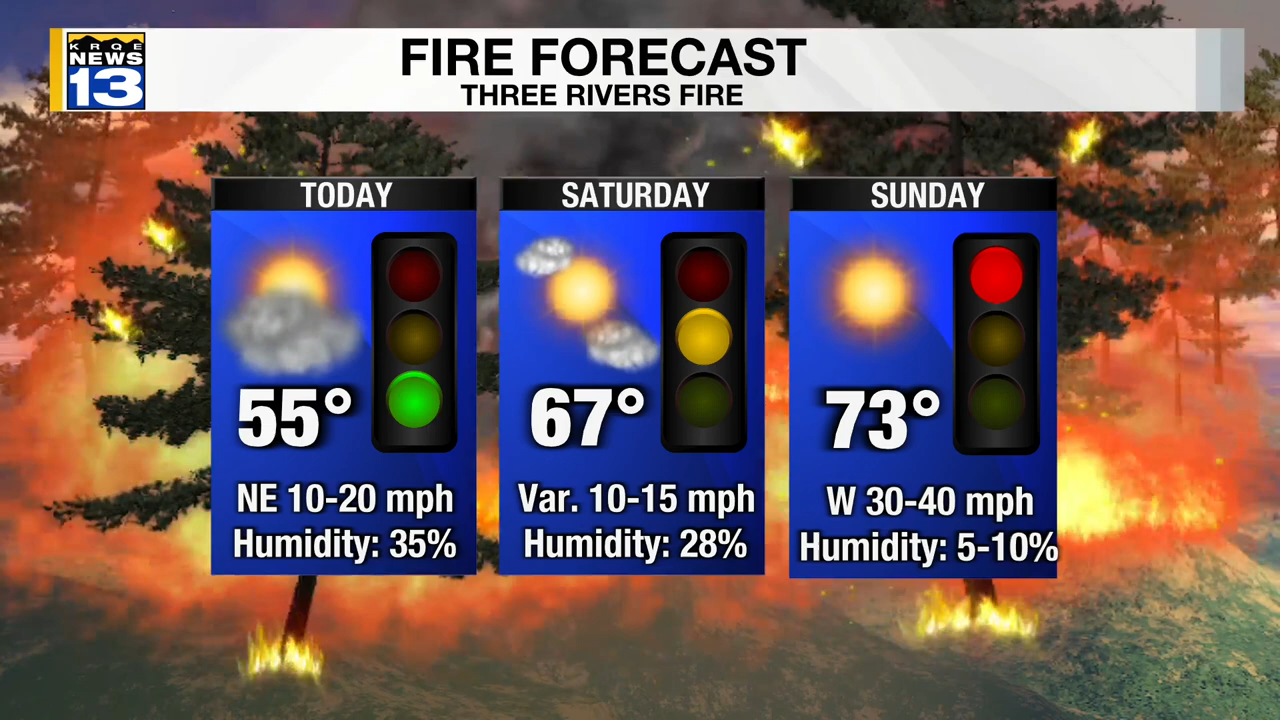 KRQE
NEWS
13
FIRE FORECAST
THREE RIVERS FIRE
TODAY
55°
NE 10-20 mph
Humidity: 35%
SATURDAY
67°
Var. 10-15 mph
Humidity: 28%
SUNDAY
73°
W 30-40 mph
Humidity: 5-10%